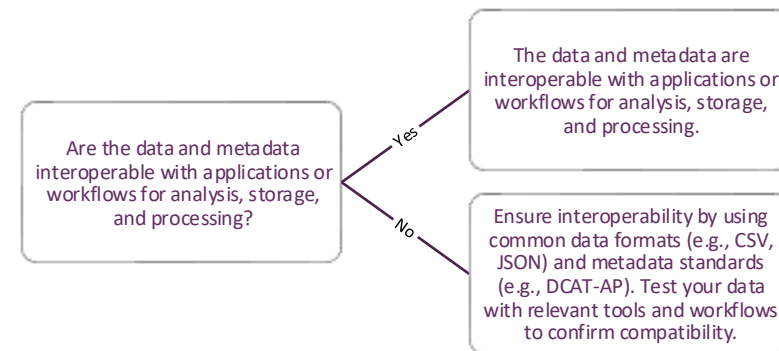 Are the data and metadata
interoperable with applications or
workflows for analysis, storage,
and processing?
Yes
The data and metadata are
interoperable with applications or
workflows for analysis, storage,
and processing.
No
Ensure interoperability by using
common data formats (e.g., CSV,
JSON) and metadata standards
(e.g., DCAT-AP). Test your data
with relevant tools and workflows
to confirm compatibility.